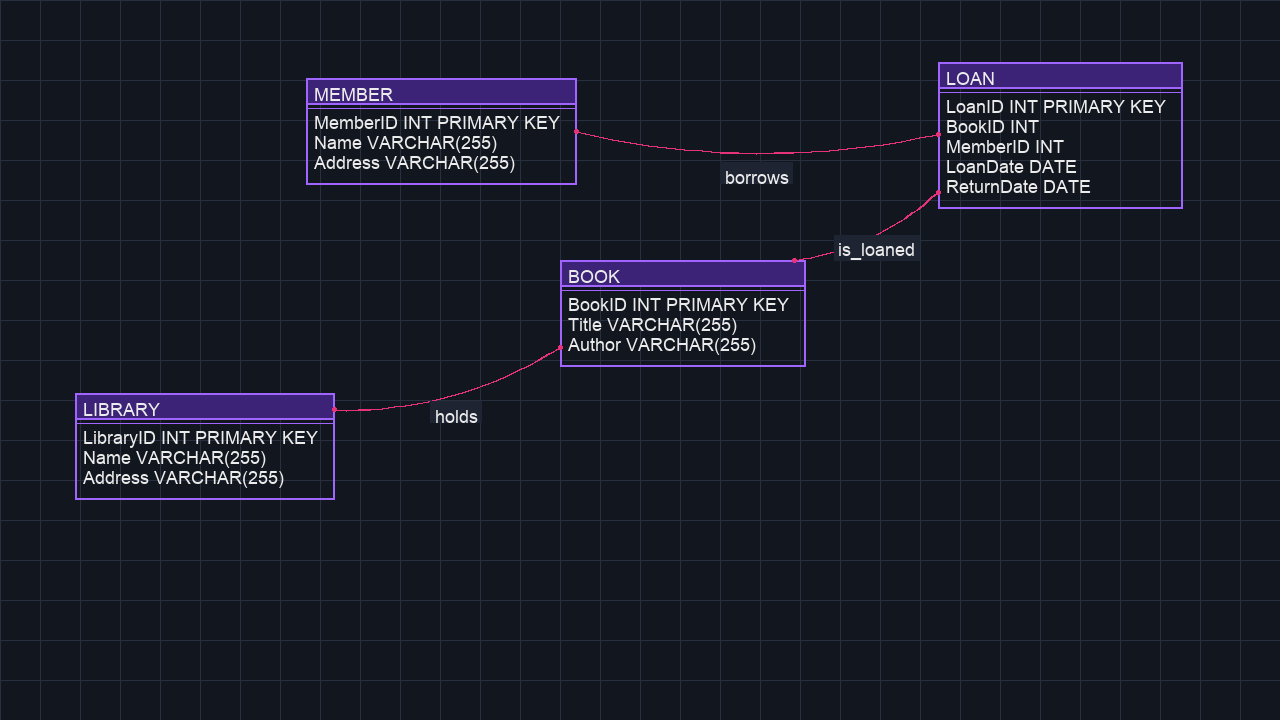 MEMBER
MemberID INT PRIMARY KEY
Name VARCHAR(255)
Address VARCHAR(255)
borrows
LOAN
LoanID INT PRIMARY KEY
BookID INT
MemberID INT
LoanDate DATE
ReturnDate DATE
is_loaned
BOOK
BookID INT PRIMARY KEY
Title VARCHAR(255)
Author VARCHAR(255)
holds
LIBRARY
LibraryID INT PRIMARY KEY
Name VARCHAR(255)
Address VARCHAR(255)